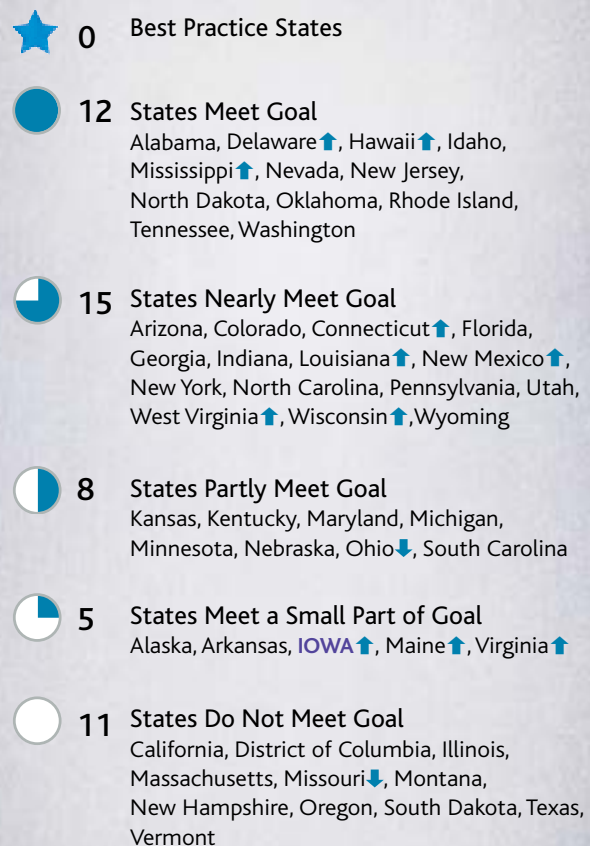 0 Best Practice States
12 States Meet Goal
Alabama, Delaware⬆, Hawaii⬆, Idaho,
Mississippi⬆, Nevada, New Jersey,
North Dakota, Oklahoma, Rhode Island,
Tennessee, Washington
15 States Nearly Meet Goal
Arizona, Colorado, Connecticut⬆, Florida,
Georgia, Indiana, Louisiana⬆, New Mexico⬆,
New York, North Carolina, Pennsylvania, Utah,
West Virginia⬆, Wisconsin⬆,Wyoming
8 States Partly Meet Goal
Kansas, Kentucky, Maryland, Michigan,
Minnesota, Nebraska, Ohio⬇, South Carolina
5 States Meet a Small Part of Goal
Alaska, Arkansas, IOWA⬆, Maine⬆, Virginia⬆
11 States Do Not Meet Goal
California, District of Columbia, Illinois,
Massachusetts, Missouri⬇, Montana,
New Hampshire, Oregon, South Dakota, Texas,
Vermont